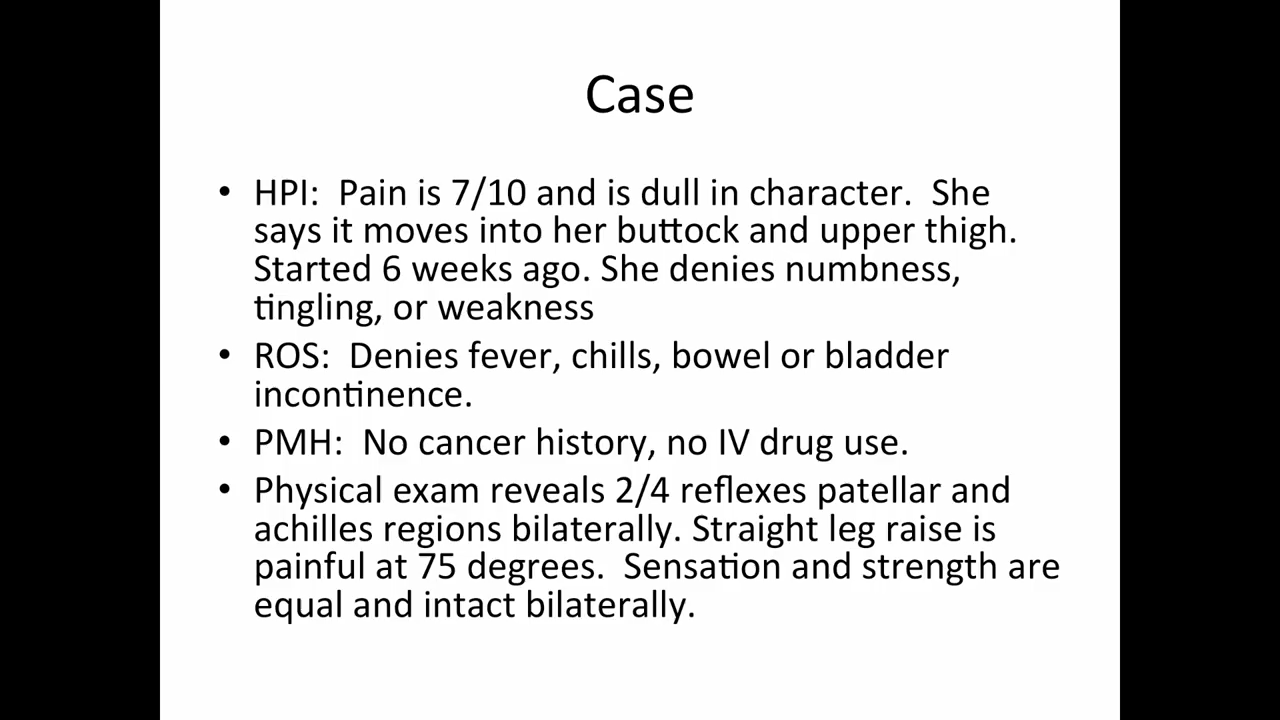 Case
• HPI:  Pain is 7/10 and is dull in character.  She
says it moves into her buttock and upper thigh.
Started 6 weeks ago. She denies numbness,
tingling, or weakness
• ROS:  Denies fever, chills, bowel or bladder
incontinence.
• PMH:  No cancer history, no IV drug use.
• Physical exam reveals 2/4 reflexes patellar and
achilles regions bilaterally. Straight leg raise is
painful at 75 degrees.  Sensation and strength are
equal and intact bilaterally.